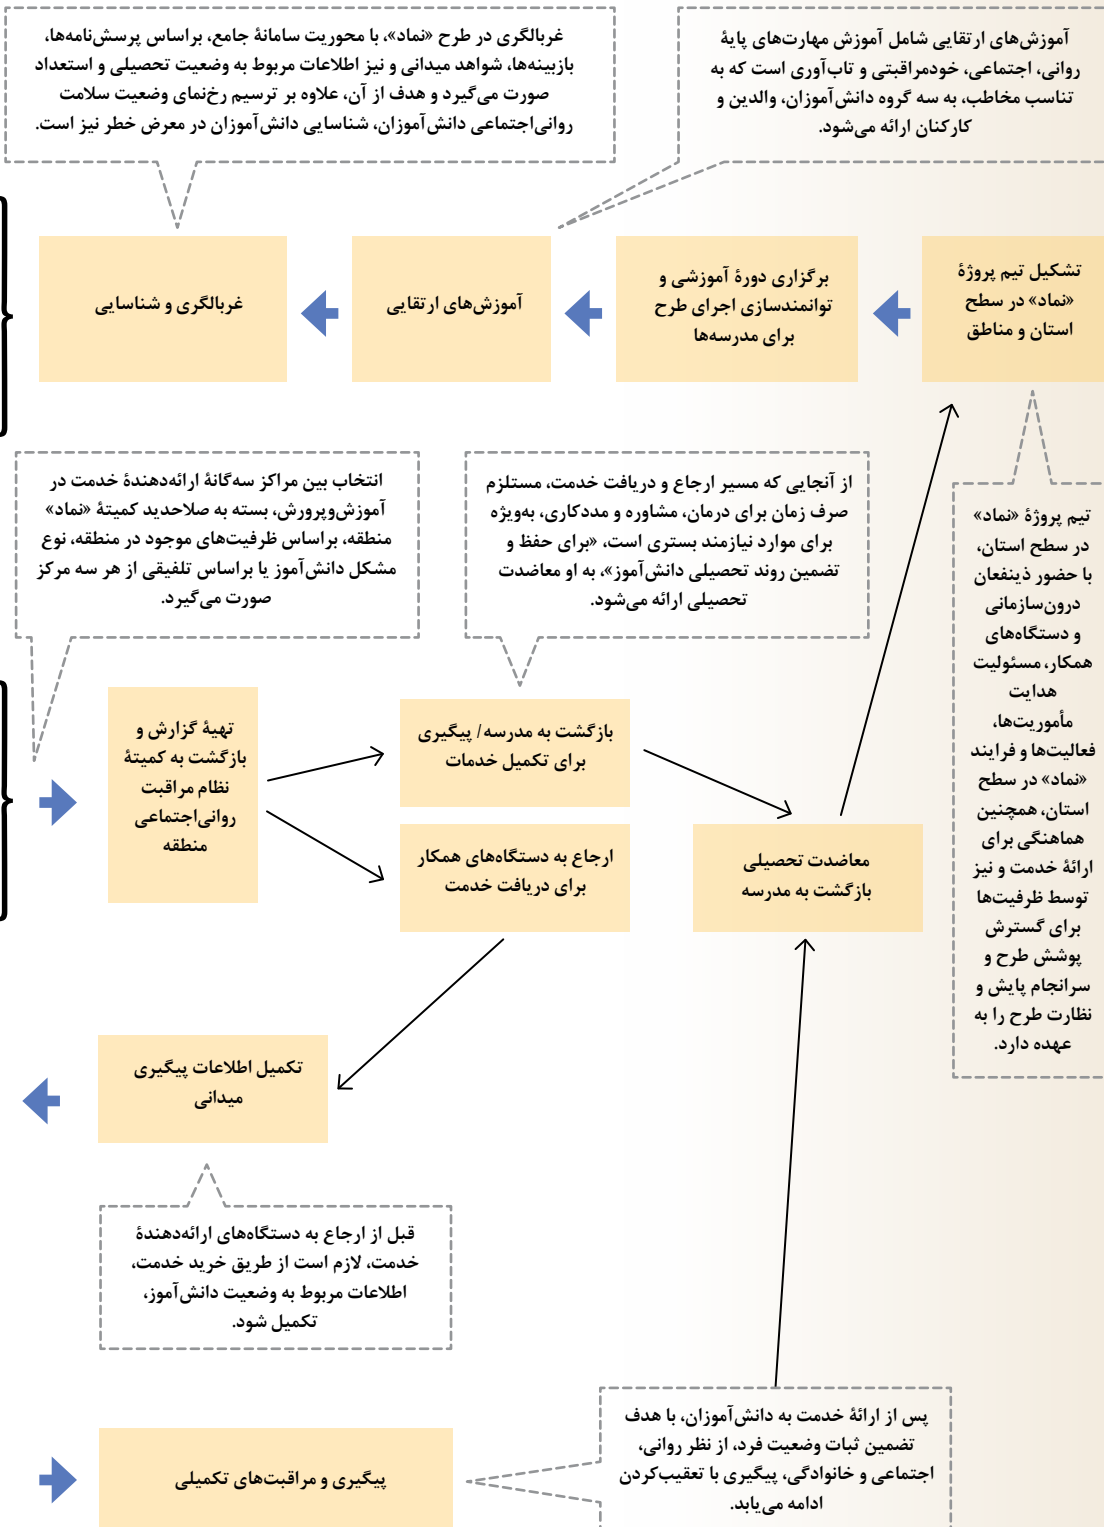 آموزش‌های ارتقایی شامل آموزش مهارت‌های پایهٔ
روانی، اجتماعی، خودمراقبتی و تاب‌آوری است که به
تناسب مخاطب، به سه گروه دانش‌آموزان، والدین و
کارکنان ارائه می‌شود.
غربالگری در طرح «نماد»، با محوریت سامانهٔ جامع، براساس پرسش‌نامه‌ها،
بازبینه‌ها، شواهد میدانی و نیز اطلاعات مربوط به وضعیت تحصیلی و استعداد
صورت می‌گیرد و هدف از آن، علاوه بر ترسیم رخ‌نمای وضعیت سلامت
روانی‌اجتماعی دانش‌آموزان، شناسایی دانش‌آموزان در معرض خطر نیز است.
تشکیل تیم پروژهٔ
«نماد» در سطح
استان و مناطق
برگزاری دورهٔ آموزشی و
توانمندسازی اجرای طرح
برای مدرسه‌ها
آموزش‌های ارتقایی
غربالگری و شناسایی
تیم پروژهٔ «نماد»
در سطح استان،
با حضور ذینفعان
درون‌سازمانی
و دستگاه‌های
همکار، مسئولیت
هدایت
مأموریت‌ها،
فعالیت‌ها و فرایند
«نماد» در سطح
استان، همچنین
هماهنگی برای
ارائهٔ خدمت و نیز
توسط ظرفیت‌ها
برای گسترش
پوشش طرح و
سرانجام پایش و
نظارت طرح را به
عهده دارد.
از آنجایی که مسیر ارجاع و دریافت خدمت، مستلزم
صرف زمان برای درمان، مشاوره و مددکاری، به‌ویژه
برای موارد نیازمند بستری است، «برای حفظ و
تضمین روند تحصیلی دانش‌آموز»، به او معاضدت
تحصیلی ارائه می‌شود.
انتخاب بین مراکز سه‌گانهٔ ارائه‌دهندهٔ خدمت در
آموزش‌وپرورش، بسته به صلاحدید کمیتهٔ «نماد»
منطقه، براساس ظرفیت‌های موجود در منطقه، نوع
مشکل دانش‌آموز یا براساس تلفیقی از هر سه مرکز
صورت می‌گیرد.
تهیهٔ گزارش و
بازگشت به کمیتهٔ
نظام مراقبت
روانی‌اجتماعی
منطقه
بازگشت به مدرسه/ پیگیری
برای تکمیل خدمات
ارجاع به دستگاه‌های همکار
برای دریافت خدمت
معاضدت تحصیلی
بازگشت به مدرسه
تکمیل اطلاعات پیگیری
میدانی
قبل از ارجاع به دستگاه‌های ارائه‌دهندهٔ
خدمت، لازم است از طریق خرید خدمت،
اطلاعات مربوط به وضعیت دانش‌آموز،
تکمیل شود.
پس از ارائهٔ خدمت به دانش‌آموزان، با هدف
تضمین ثبات وضعیت فرد، از نظر روانی،
اجتماعی و خانوادگی، پیگیری با تعقیب‌کردن
ادامه می‌یابد.
پیگیری و مراقبت‌های تکمیلی